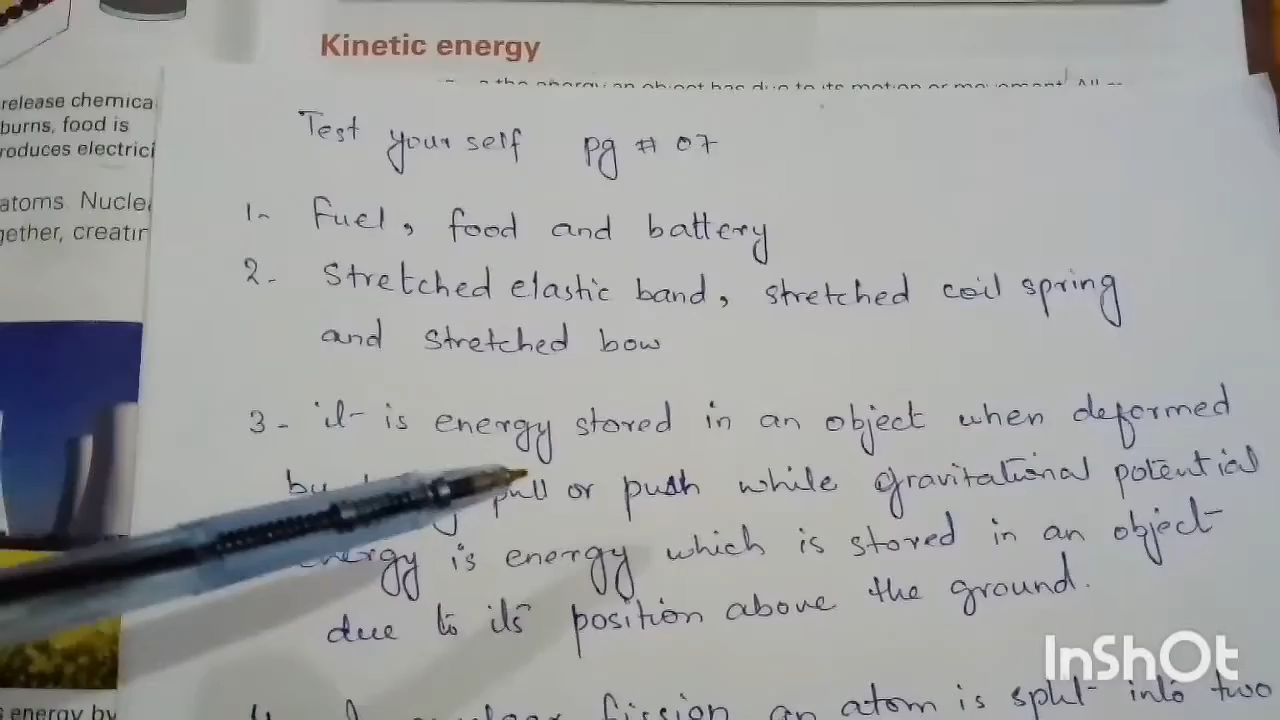 Kinetic energy
release chemica
burns, food is
roduces electrici
atoms Nucle
gether, creatin
Test your self pg # 07
1- Fuel, food and battery
2- Stretched elastic band, stretched coil spring
and stretched bow
3- it is energy stored in an object when deformed
pull or push while gravitational potential
energy is energy which is stored in an object
due to its position above the ground.
fission an atom is split into two
energy by
InShOt